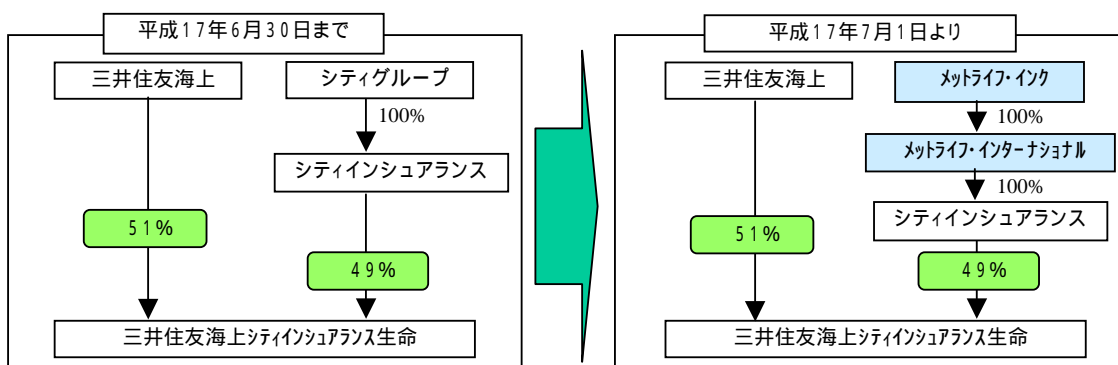 平成17年6月30日まで
三井住友海上
シティグループ
100%
シティインシュアランス
51%
49%
三井住友海上シティインシュアランス生命
平成17年7月1日より
三井住友海上
メットライフ・インク
100%
メットライフ・インターナショナル
100%
シティインシュアランス
51%
49%
三井住友海上シティインシュアランス生命